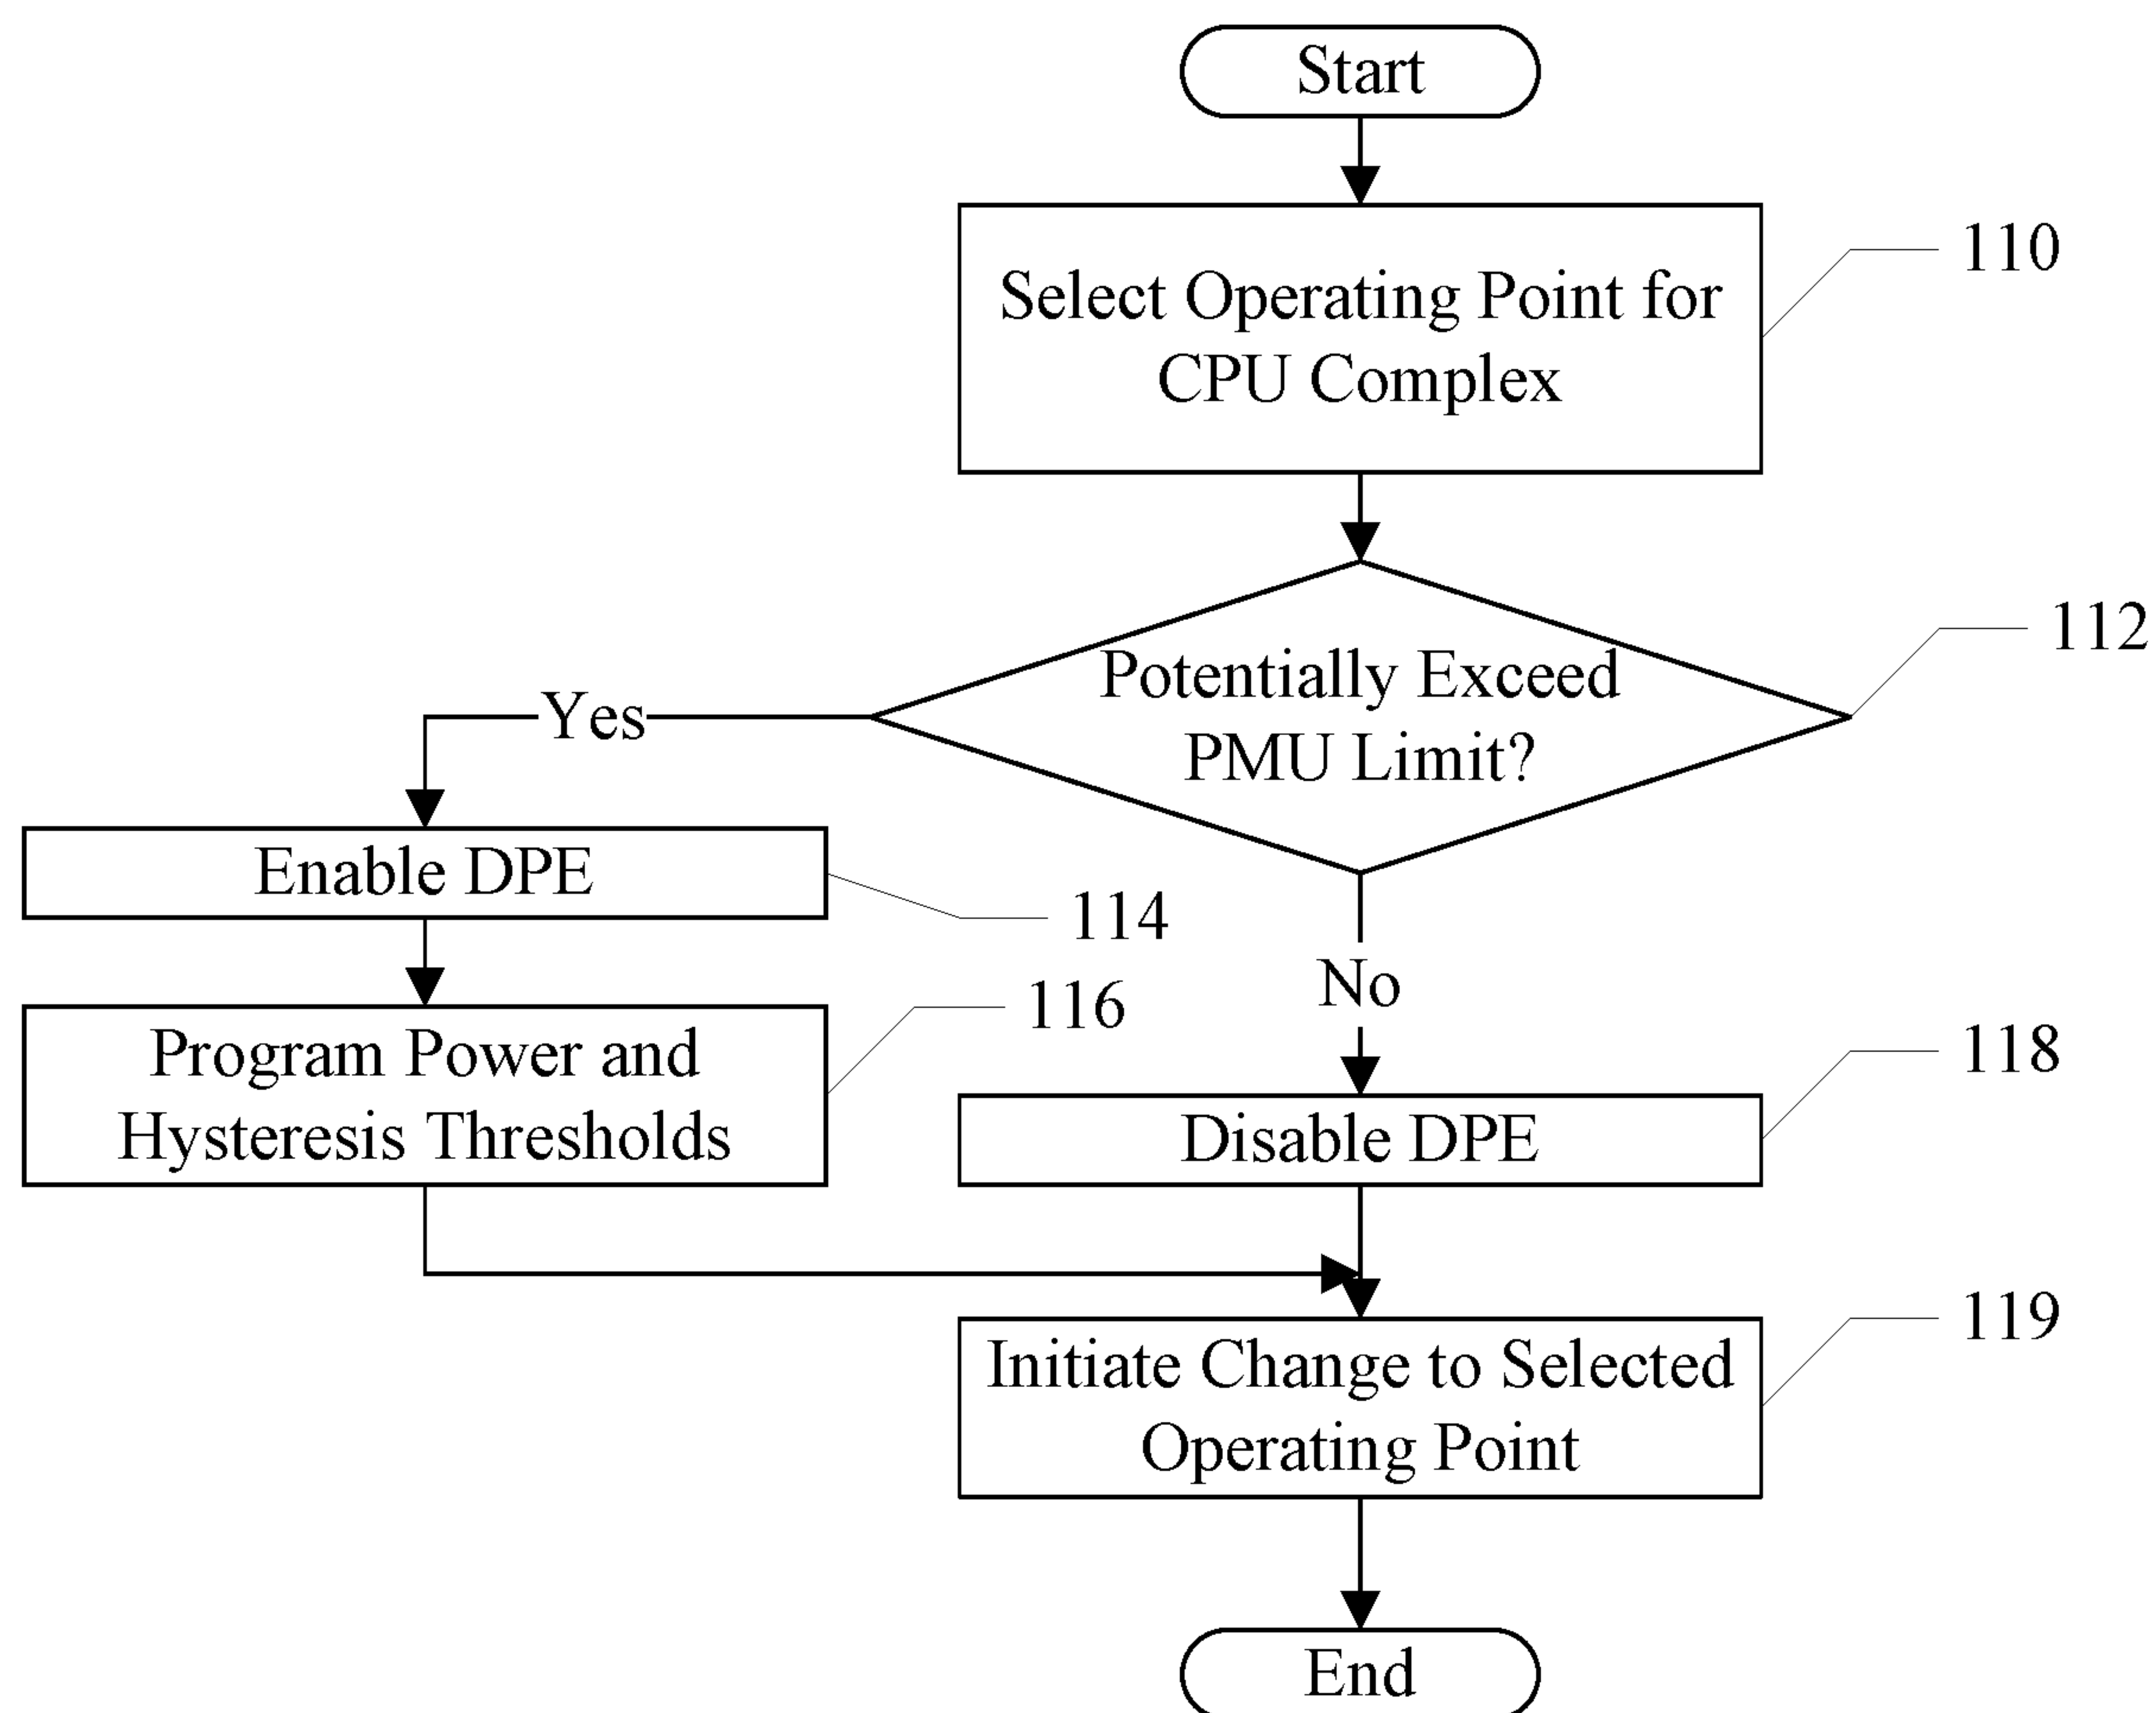 Start
Select Operating Point for
CPU Complex
110
Potentially Exceed
PMU Limit?
112
Yes
Enable DPE
114
No
Program Power and
Hysteresis Thresholds
116
Disable DPE
118
Initiate Change to Selected
Operating Point
119
End